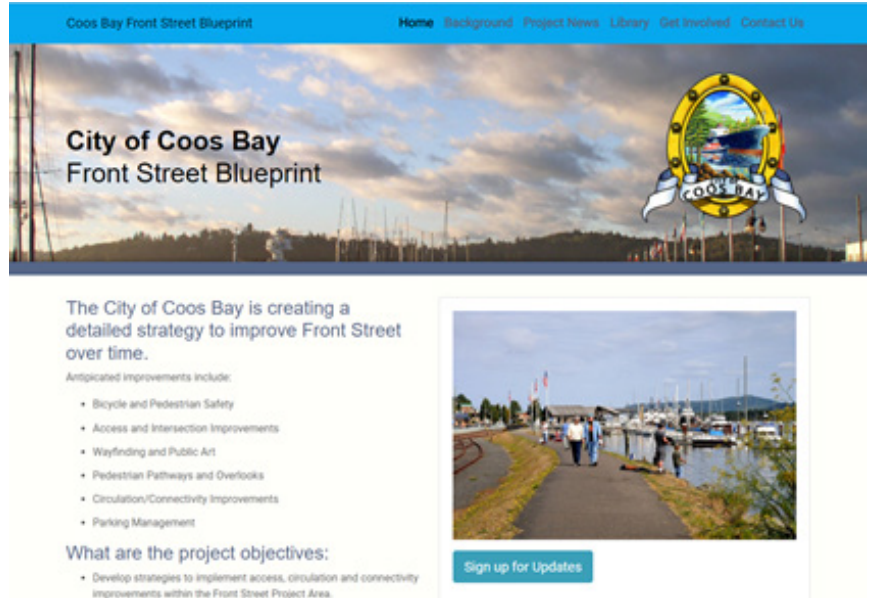 Coos Bay Front Street Blueprint
Home Background Project News Library Get Involved Contact Us
City of Coos Bay
Front Street Blueprint
COOS BAY
The City of Coos Bay is creating a
detailed strategy to improve Front Street
over time.
Antipicated improvements include:
• Bicycle and Pedestrian Safety
• Access and Intersection Improvements
• Wayfinding and Public Art
• Pedestrian Pathways and Overlooks
• Circulation/Connectivity Improvements
• Parking Management
What are the project objectives:
• Develop strategies to implement access, circulation and connectivity
improvements within the Front Street Project Area.
Sign up for Updates